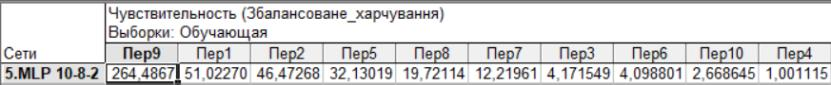 Чувствительность (Збалансоване_харчування)
Выборки: Обучающая
Сети Пер9 Пер1 Пер2 Пер5 Пер8 Пер7 Пер3 Пер6 Пер10 Пер4
5.MLP 10-8-2 264,4867 51,02270 46,47268 32,13019 19,72114 12,21961 4,171549 4,098801 2,668645 1,001115